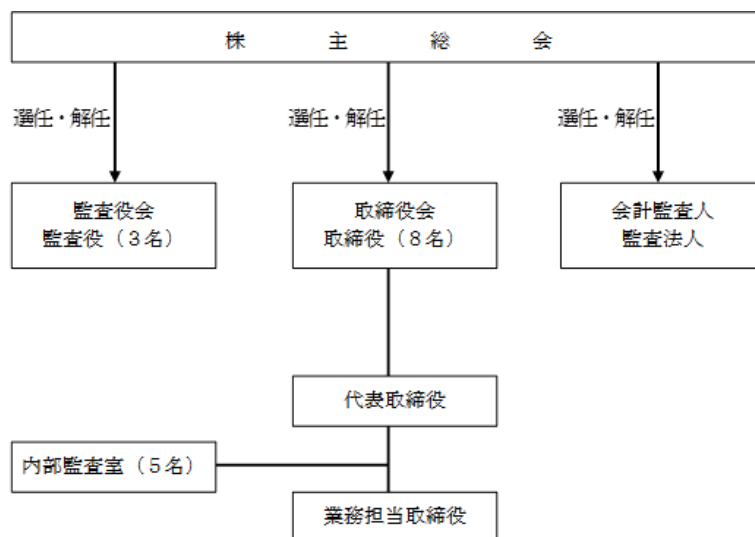 株主総会
選任・解任
選任・解任
選任・解任
監査役会
監査役（３名）
取締役会
取締役（８名）
会計監査人
監査法人
代表取締役
内部監査室（５名）
業務担当取締役